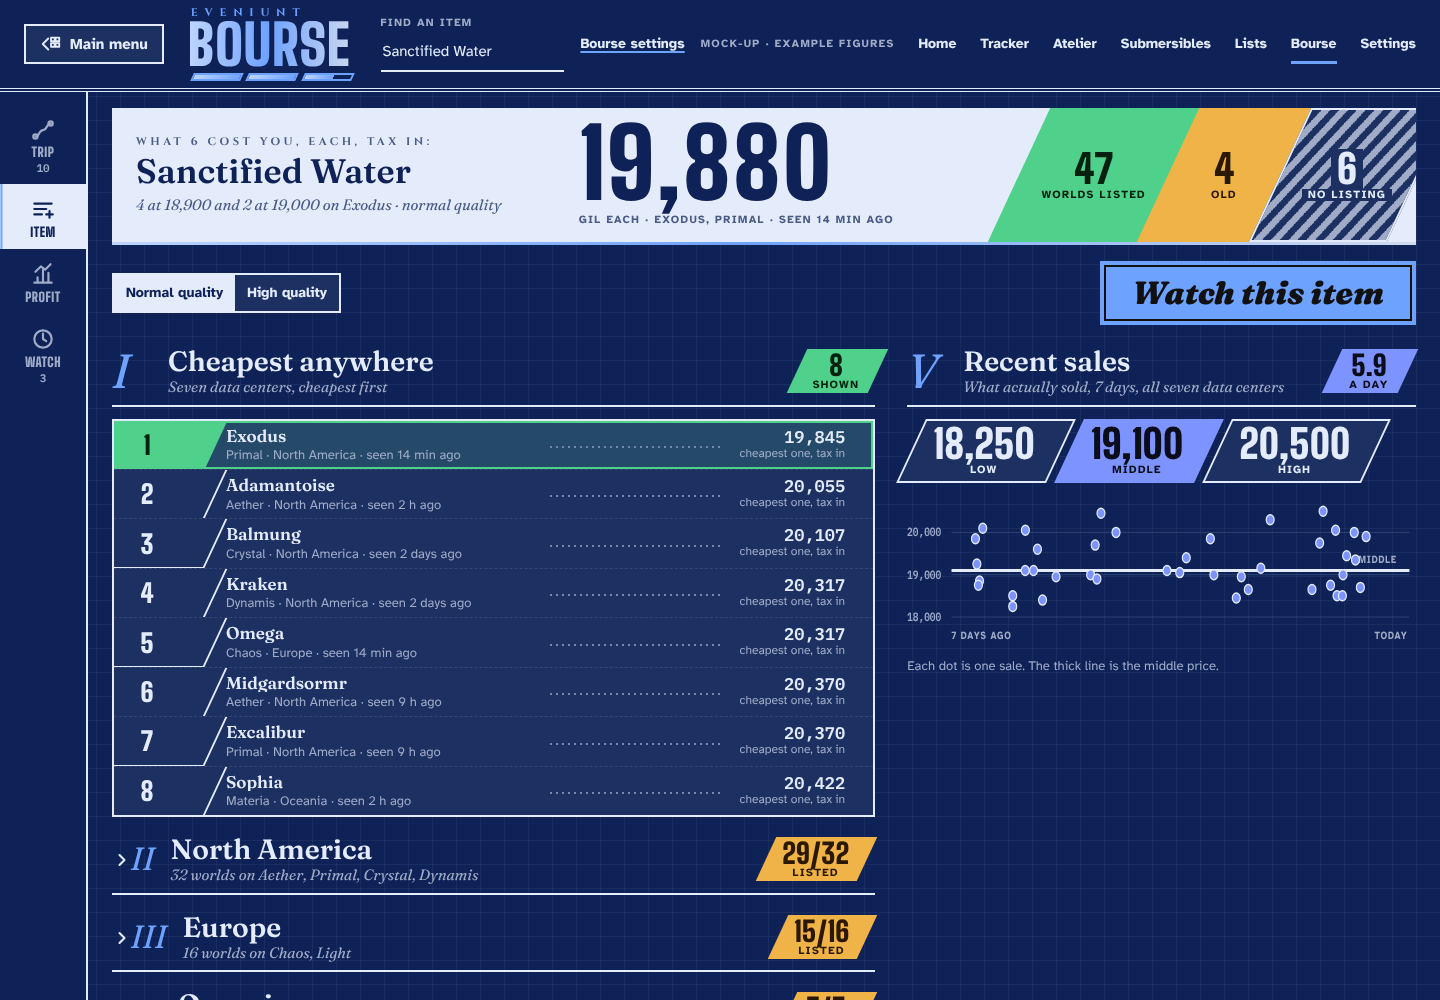 Main menu
EVENIUNT
BOURSE
FIND AN ITEM
Sanctified Water
Bourse settings
MOCK-UP · EXAMPLE FIGURES
Home
Tracker
Atelier
Submersibles
Lists
Bourse
Settings
TRIP
10
ITEM
PROFIT
WATCH
3
WHAT 6 COST YOU, EACH, TAX IN:
Sanctified Water
4 at 18,900 and 2 at 19,000 on Exodus · normal quality
19,880
GIL EACH · EXODUS, PRIMAL · SEEN 14 MIN AGO
47
WORLDS LISTED
4
OLD
6
NO LISTING
Normal quality
High quality
Watch this item
I
Cheapest anywhere
Seven data centers, cheapest first
8
SHOWN
1
Exodus
Primal · North America · seen 14 min ago
19,845
cheapest one, tax in
2
Adamantoise
Aether · North America · seen 2 h ago
20,055
cheapest one, tax in
3
Balmung
Crystal · North America · seen 2 days ago
20,107
cheapest one, tax in
4
Kraken
Dynamis · North America · seen 2 days ago
20,317
cheapest one, tax in
5
Omega
Chaos · Europe · seen 14 min ago
20,317
cheapest one, tax in
6
Midgardsormr
Aether · North America · seen 9 h ago
20,370
cheapest one, tax in
7
Excalibur
Primal · North America · seen 9 h ago
20,370
cheapest one, tax in
8
Sophia
Materia · Oceania · seen 2 h ago
20,422
cheapest one, tax in
II
North America
32 worlds on Aether, Primal, Crystal, Dynamis
29/32
LISTED
III
Europe
16 worlds on Chaos, Light
15/16
LISTED
V
Recent sales
What actually sold, 7 days, all seven data centers
5.9
A DAY
18,250
LOW
19,100
MIDDLE
20,500
HIGH
20,000
19,000
18,000
MIDDLE
7 DAYS AGO
TODAY
Each dot is one sale. The thick line is the middle price.